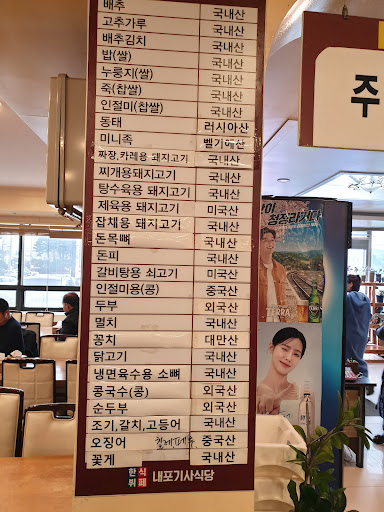 배추 국내산
고추가루 국내산
배추김치 국내산
밥(쌀) 국내산
누룽지(쌀) 국내산
죽(찹쌀) 국내산
인절미(찹쌀) 국내산
동태 러시아산
미니족 벨기에산
짜장,카레용 돼지고기 국내산
찌개용돼지고기 국내산
탕수육용 돼지고기 국내산
제육용 돼지고기 미국산
잡채용 돼지고기 국내산
돈목뼈 국내산
돈피 국내산
갈비탕용 쇠고기 미국산
인절미용(콩) 중국산
두부 외국산
멸치 국내산
꽁치 대만산
닭고기 국내산
냉면육수용 소뼈 국내산
콩국수(콩) 외국산
순두부 외국산
조기,갈치,고등어 국내산
오징어 중국산
꽃게 국내산
한식뷔페 내포기사식당
주
청정라거다
TERRA